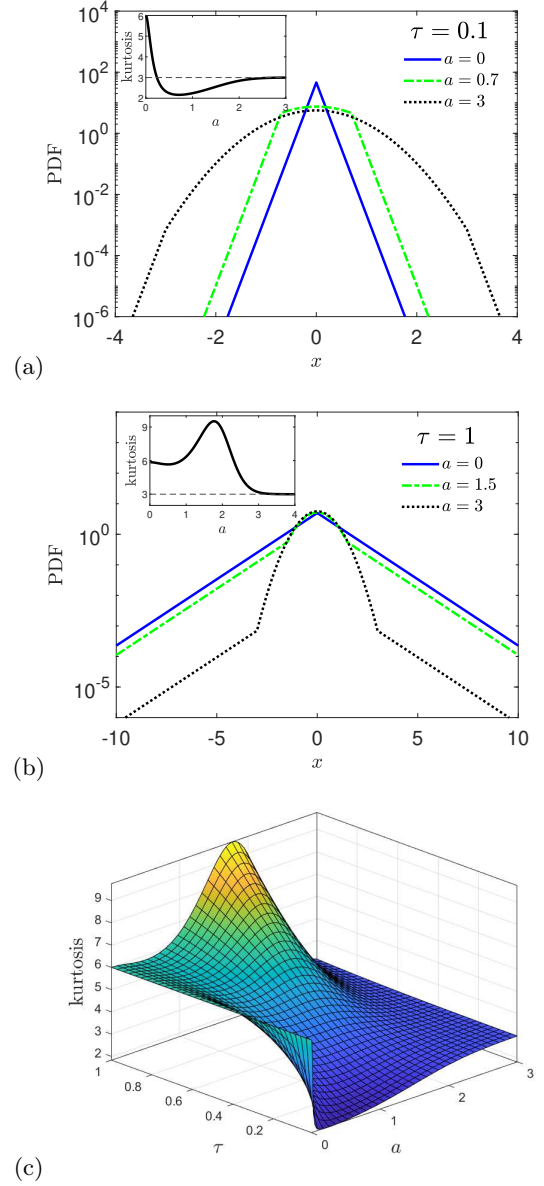 τ = 0.1
a = 0
a = 0.7
a = 3
kurtosis
6
5
4
3
2
0 1 2 3
a
PDF
10^4
10^2
10^0
10^-2
10^-4
10^-6
-4 -2 0 2 4
x
(a)
τ = 1
a = 0
a = 1.5
a = 3
kurtosis
9
6
3
0 1 2 3 4
a
PDF
10^0
10^-5
-10 -5 0 5 10
x
(b)
kurtosis
9
8
7
6
5
4
3
2
1 0.8 0.6 0.4 0.2
τ
0 1 2 3
a
(c)